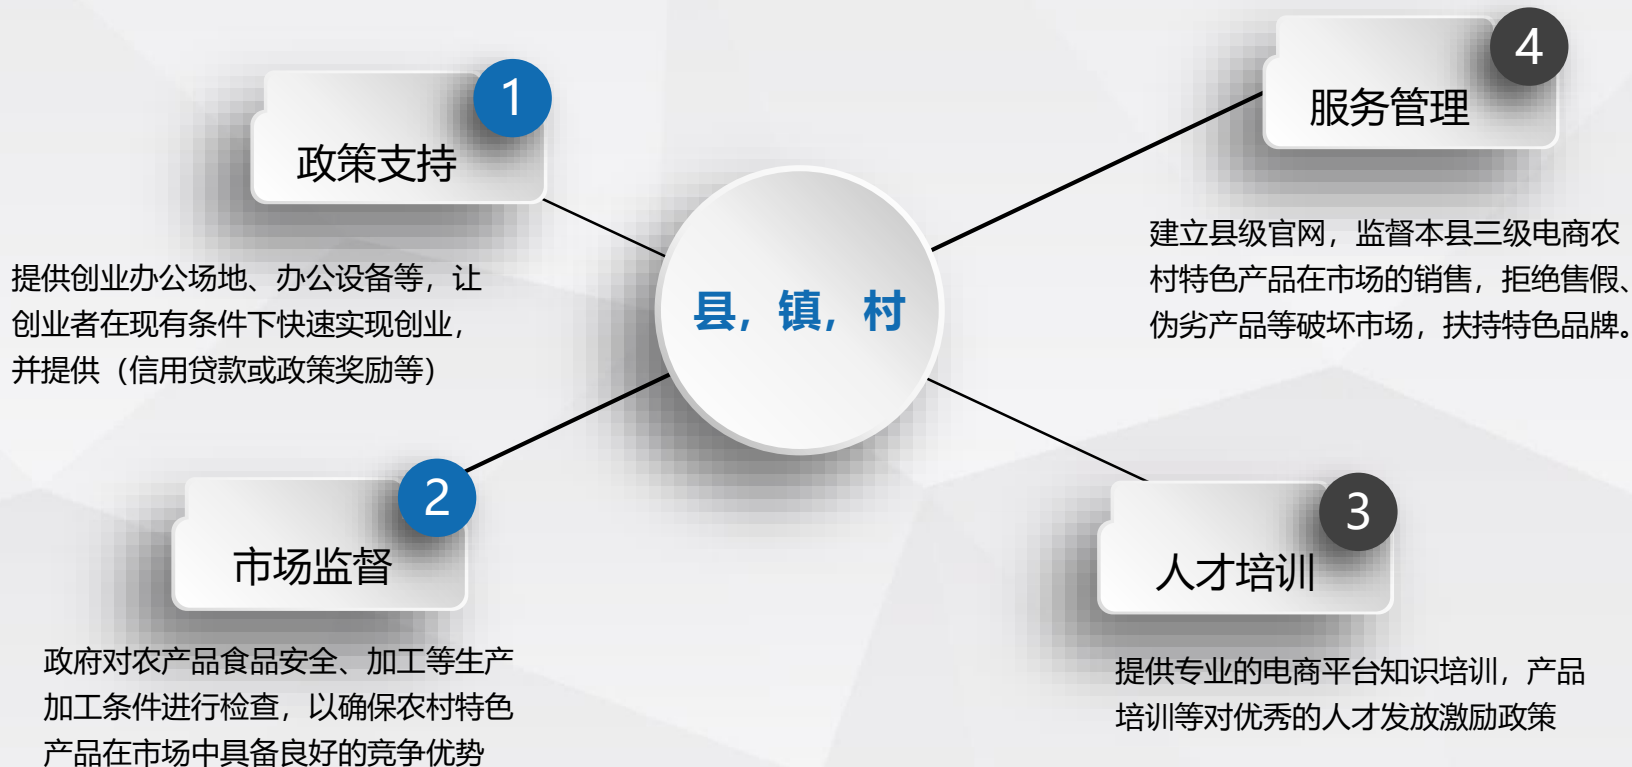 1
政策支持
提供创业办公场地、办公设备等，让
创业者在现有条件下快速实现创业，
并提供（信用贷款或政策奖励等）
2
市场监督
政府对农产品食品安全、加工等生产
加工条件进行检查，以确保农村特色
产品在市场中具备良好的竞争优势
县，镇，村
3
人才培训
提供专业的电商平台知识培训，产品
培训等对优秀的人才发放激励政策
4
服务管理
建立县级官网，监督本县三级电商农
村特色产品在市场的销售，拒绝售假、
伪劣产品等破坏市场，扶持特色品牌。